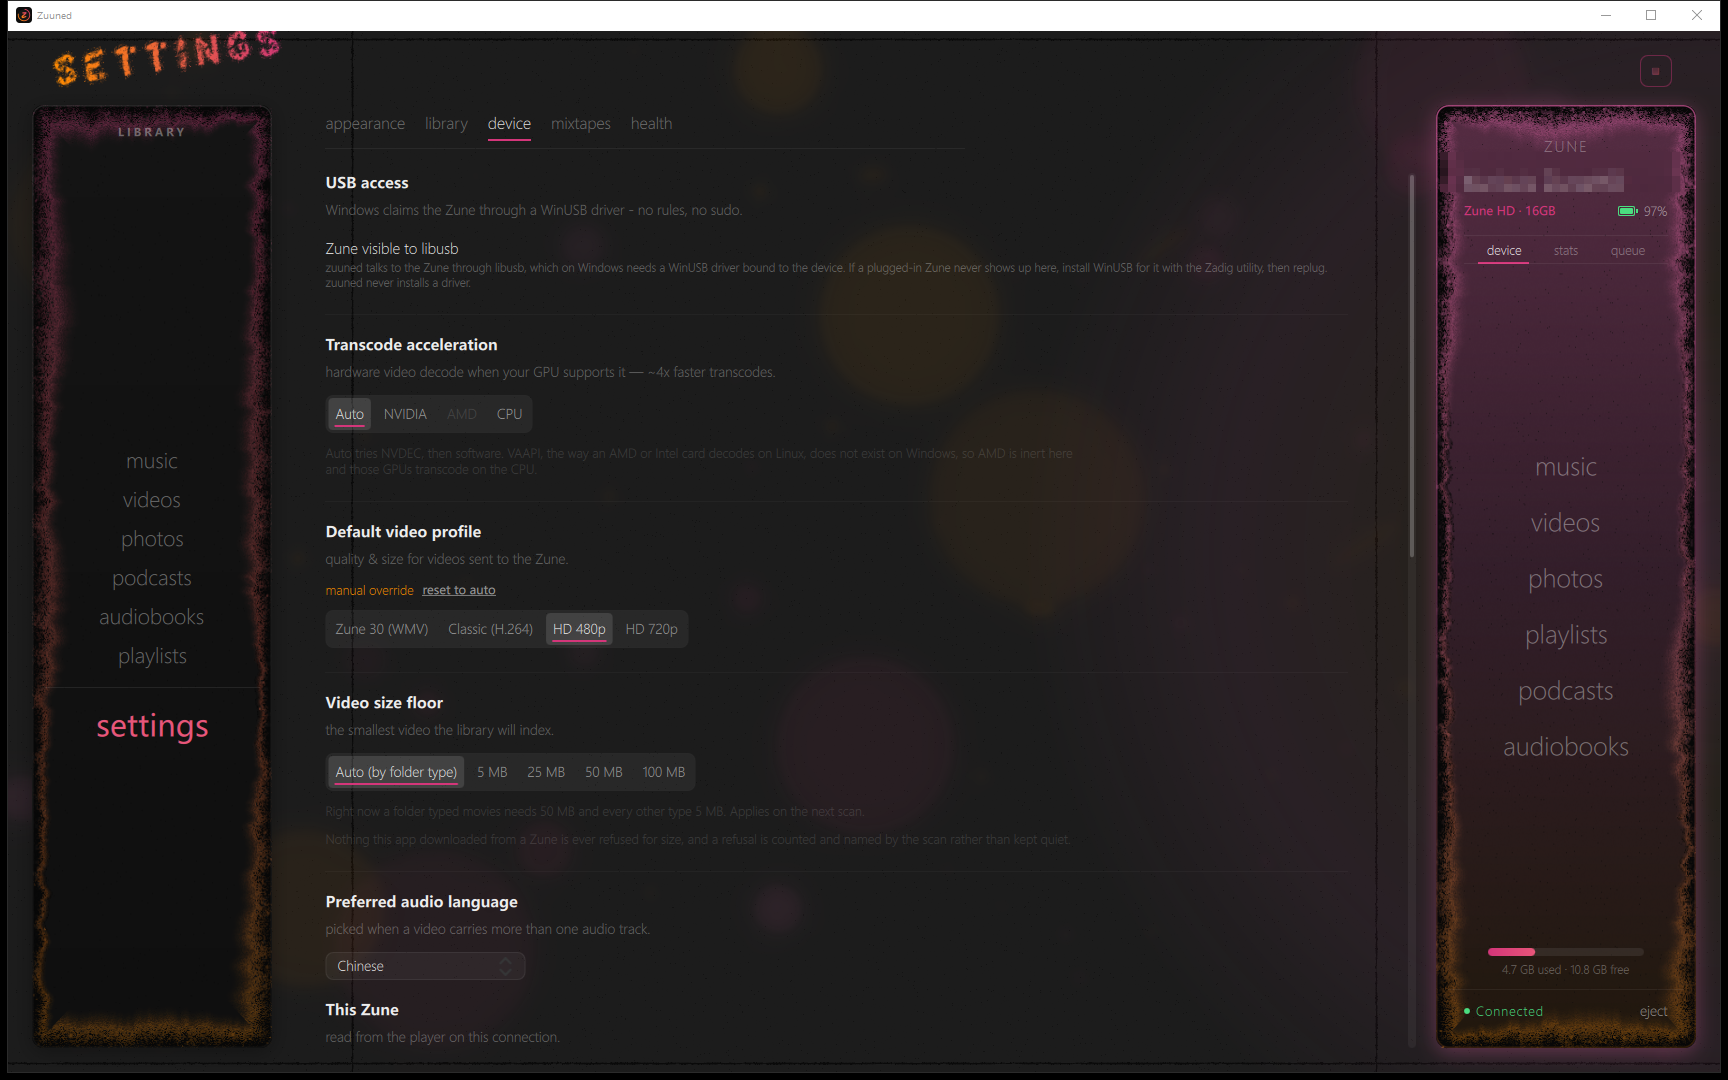 Zuuned
SETTINGS
LIBRARY
music
videos
photos
podcasts
audiobooks
playlists
settings
appearance library device mixtapes health
USB access
Windows claims the Zune through a WinUSB driver - no rules, no sudo.
Zune visible to libusb
zuuned talks to the Zune through libusb, which on Windows needs a WinUSB driver bound to the device. If a plugged-in Zune never shows up here, install WinUSB for it with the Zadig utility, then replug.
zuuned never installs a driver.
Transcode acceleration
hardware video decode when your GPU supports it — ~4x faster transcodes.
Auto NVIDIA AMD CPU
Auto tries NVDEC, then software. VAAPI, the way an AMD or Intel card decodes on Linux, does not exist on Windows, so AMD is inert here
and those GPUs transcode on the CPU.
Default video profile
quality & size for videos sent to the Zune.
manual override reset to auto
Zune 30 (WMV) Classic (H.264) HD 480p HD 720p
Video size floor
the smallest video the library will index.
Auto (by folder type) 5 MB 25 MB 50 MB 100 MB
Right now a folder typed movies needs 50 MB and every other type 5 MB. Applies on the next scan.
Nothing this app downloaded from a Zune is ever refused for size, and a refusal is counted and named by the scan rather than kept quiet.
Preferred audio language
picked when a video carries more than one audio track.
Chinese
This Zune
read from the player on this connection.
ZUNE
Zune HD · 16GB 97%
device stats queue
music
videos
photos
playlists
podcasts
audiobooks
4.7 GB used · 10.8 GB free
Connected eject